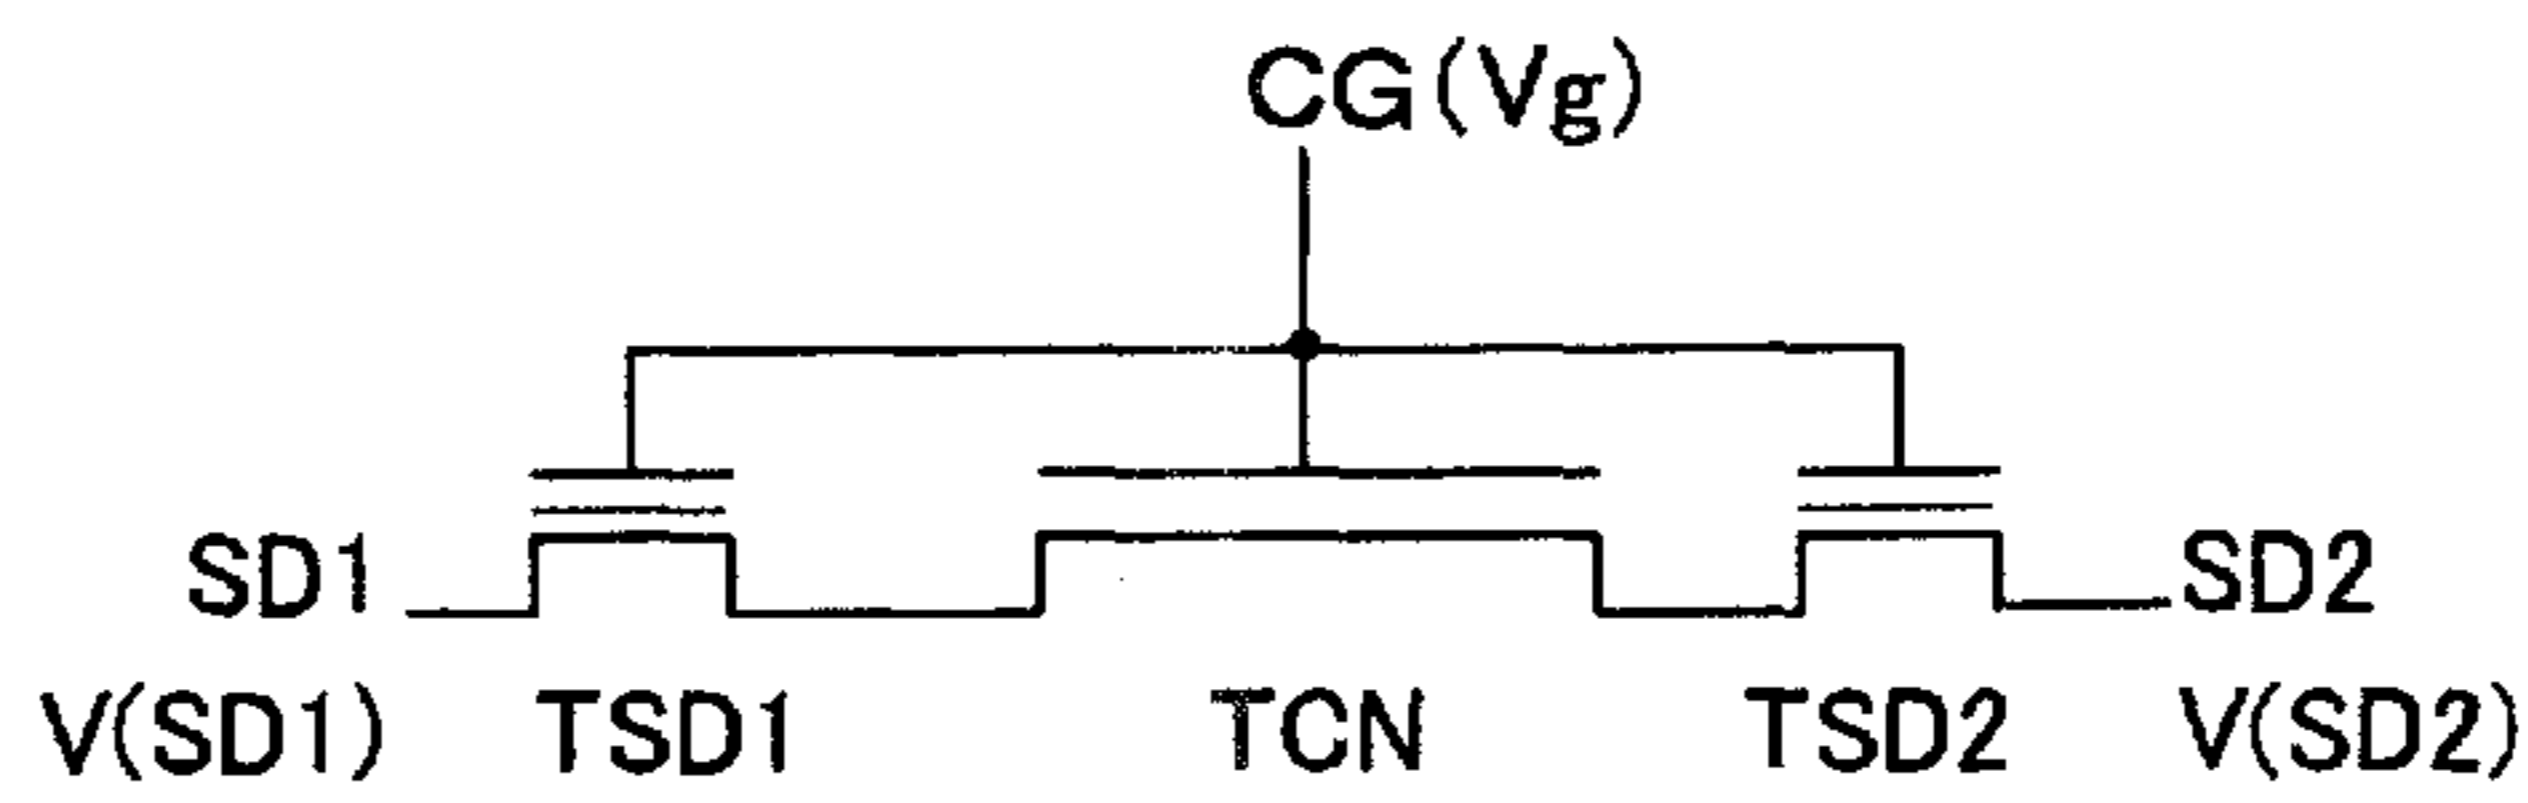 CG(Vg)
SD1
SD2
V(SD1) TSD1 TCN TSD2 V(SD2)